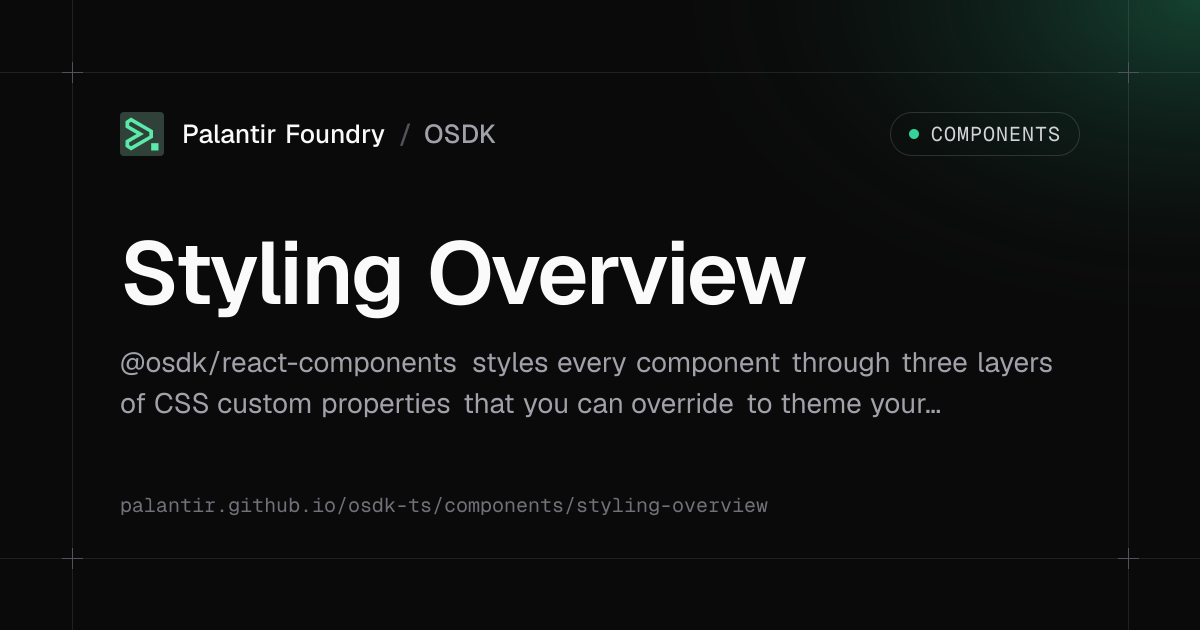 Palantir Foundry / OSDK
COMPONENTS
Styling Overview
@osdk/react-components styles every component through three layers
of CSS custom properties that you can override to theme your…
palantir.github.io/osdk-ts/components/styling-overview